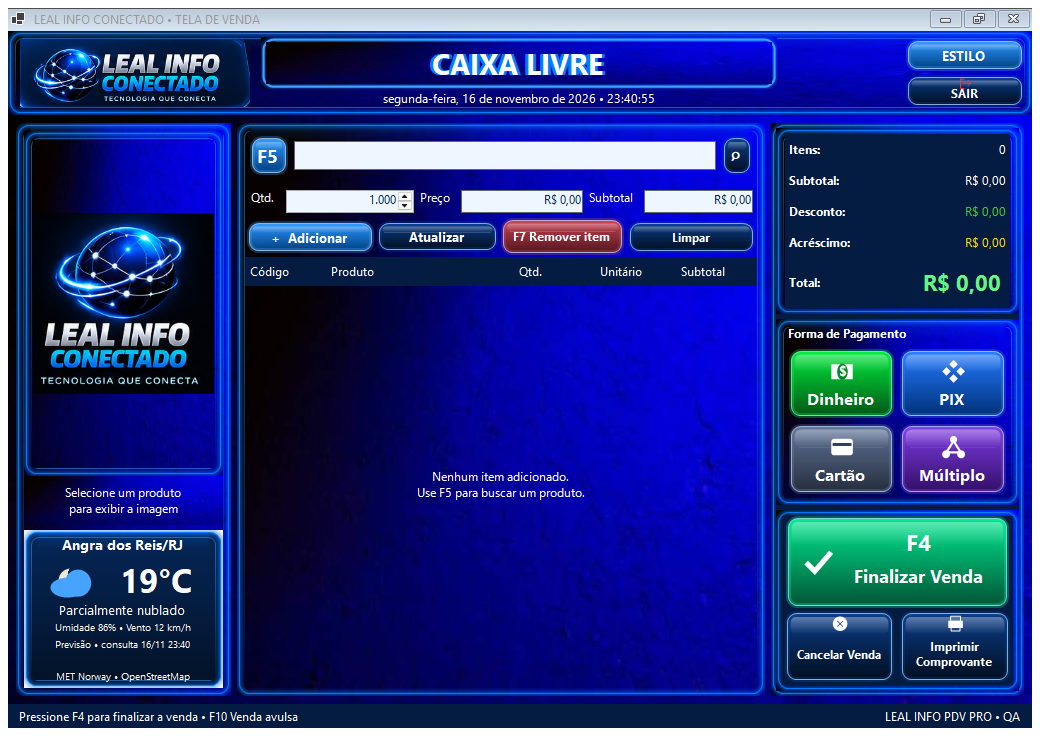 LEAL INFO CONECTADO • TELA DE VENDA
LEAL INFO
CONECTADO
TECNOLOGIA QUE CONECTA
CAIXA LIVRE
segunda-feira, 16 de novembro de 2026 • 23:40:55
ESTILO
SAIR
LEAL INFO
CONECTADO
TECNOLOGIA QUE CONECTA
Selecione um produto
para exibir a imagem
Angra dos Reis/RJ
19°C
Parcialmente nublado
Umidade 86% • Vento 12 km/h
Previsão • consulta 16/11 23:40
MET Norway • OpenStreetMap
F5
Qtd. 1.000 Preço R$ 0,00 Subtotal R$ 0,00
+ Adicionar Atualizar F7 Remover item Limpar
Código Produto Qtd. Unitário Subtotal
Nenhum item adicionado.
Use F5 para buscar um produto.
Itens: 0
Subtotal: R$ 0,00
Desconto: R$ 0,00
Acréscimo: R$ 0,00
Total: R$ 0,00
Forma de Pagamento
Dinheiro PIX
Cartão Múltiplo
F4
Finalizar Venda
Cancelar Venda
Imprimir
Comprovante
Pressione F4 para finalizar a venda • F10 Venda avulsa
LEAL INFO PDV PRO • QA